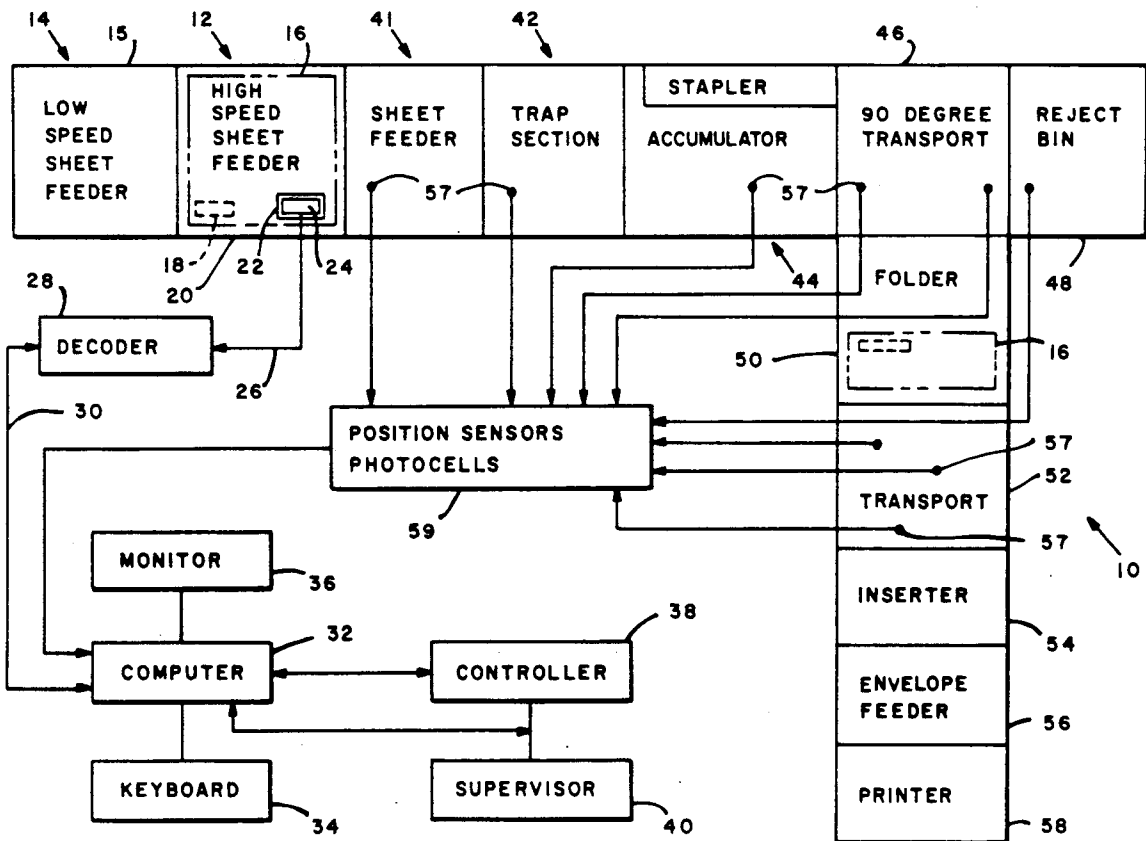 14 15 12 16 41 42 46
LOW
SPEED
SHEET
FEEDER
HIGH
SPEED
SHEET
FEEDER
SHEET
FEEDER
TRAP
SECTION
STAPLER
ACCUMULATOR
90 DEGREE
TRANSPORT
REJECT
BIN
57 57
18 20 22 24 44 48
28
DECODER
26
30
FOLDER
50 16
POSITION SENSORS
PHOTOCELLS
59
57
52
TRANSPORT
57
10
MONITOR
36
32
COMPUTER
38
CONTROLLER
INSERTER
54
ENVELOPE
FEEDER
56
KEYBOARD
34
SUPERVISOR
40
PRINTER
58